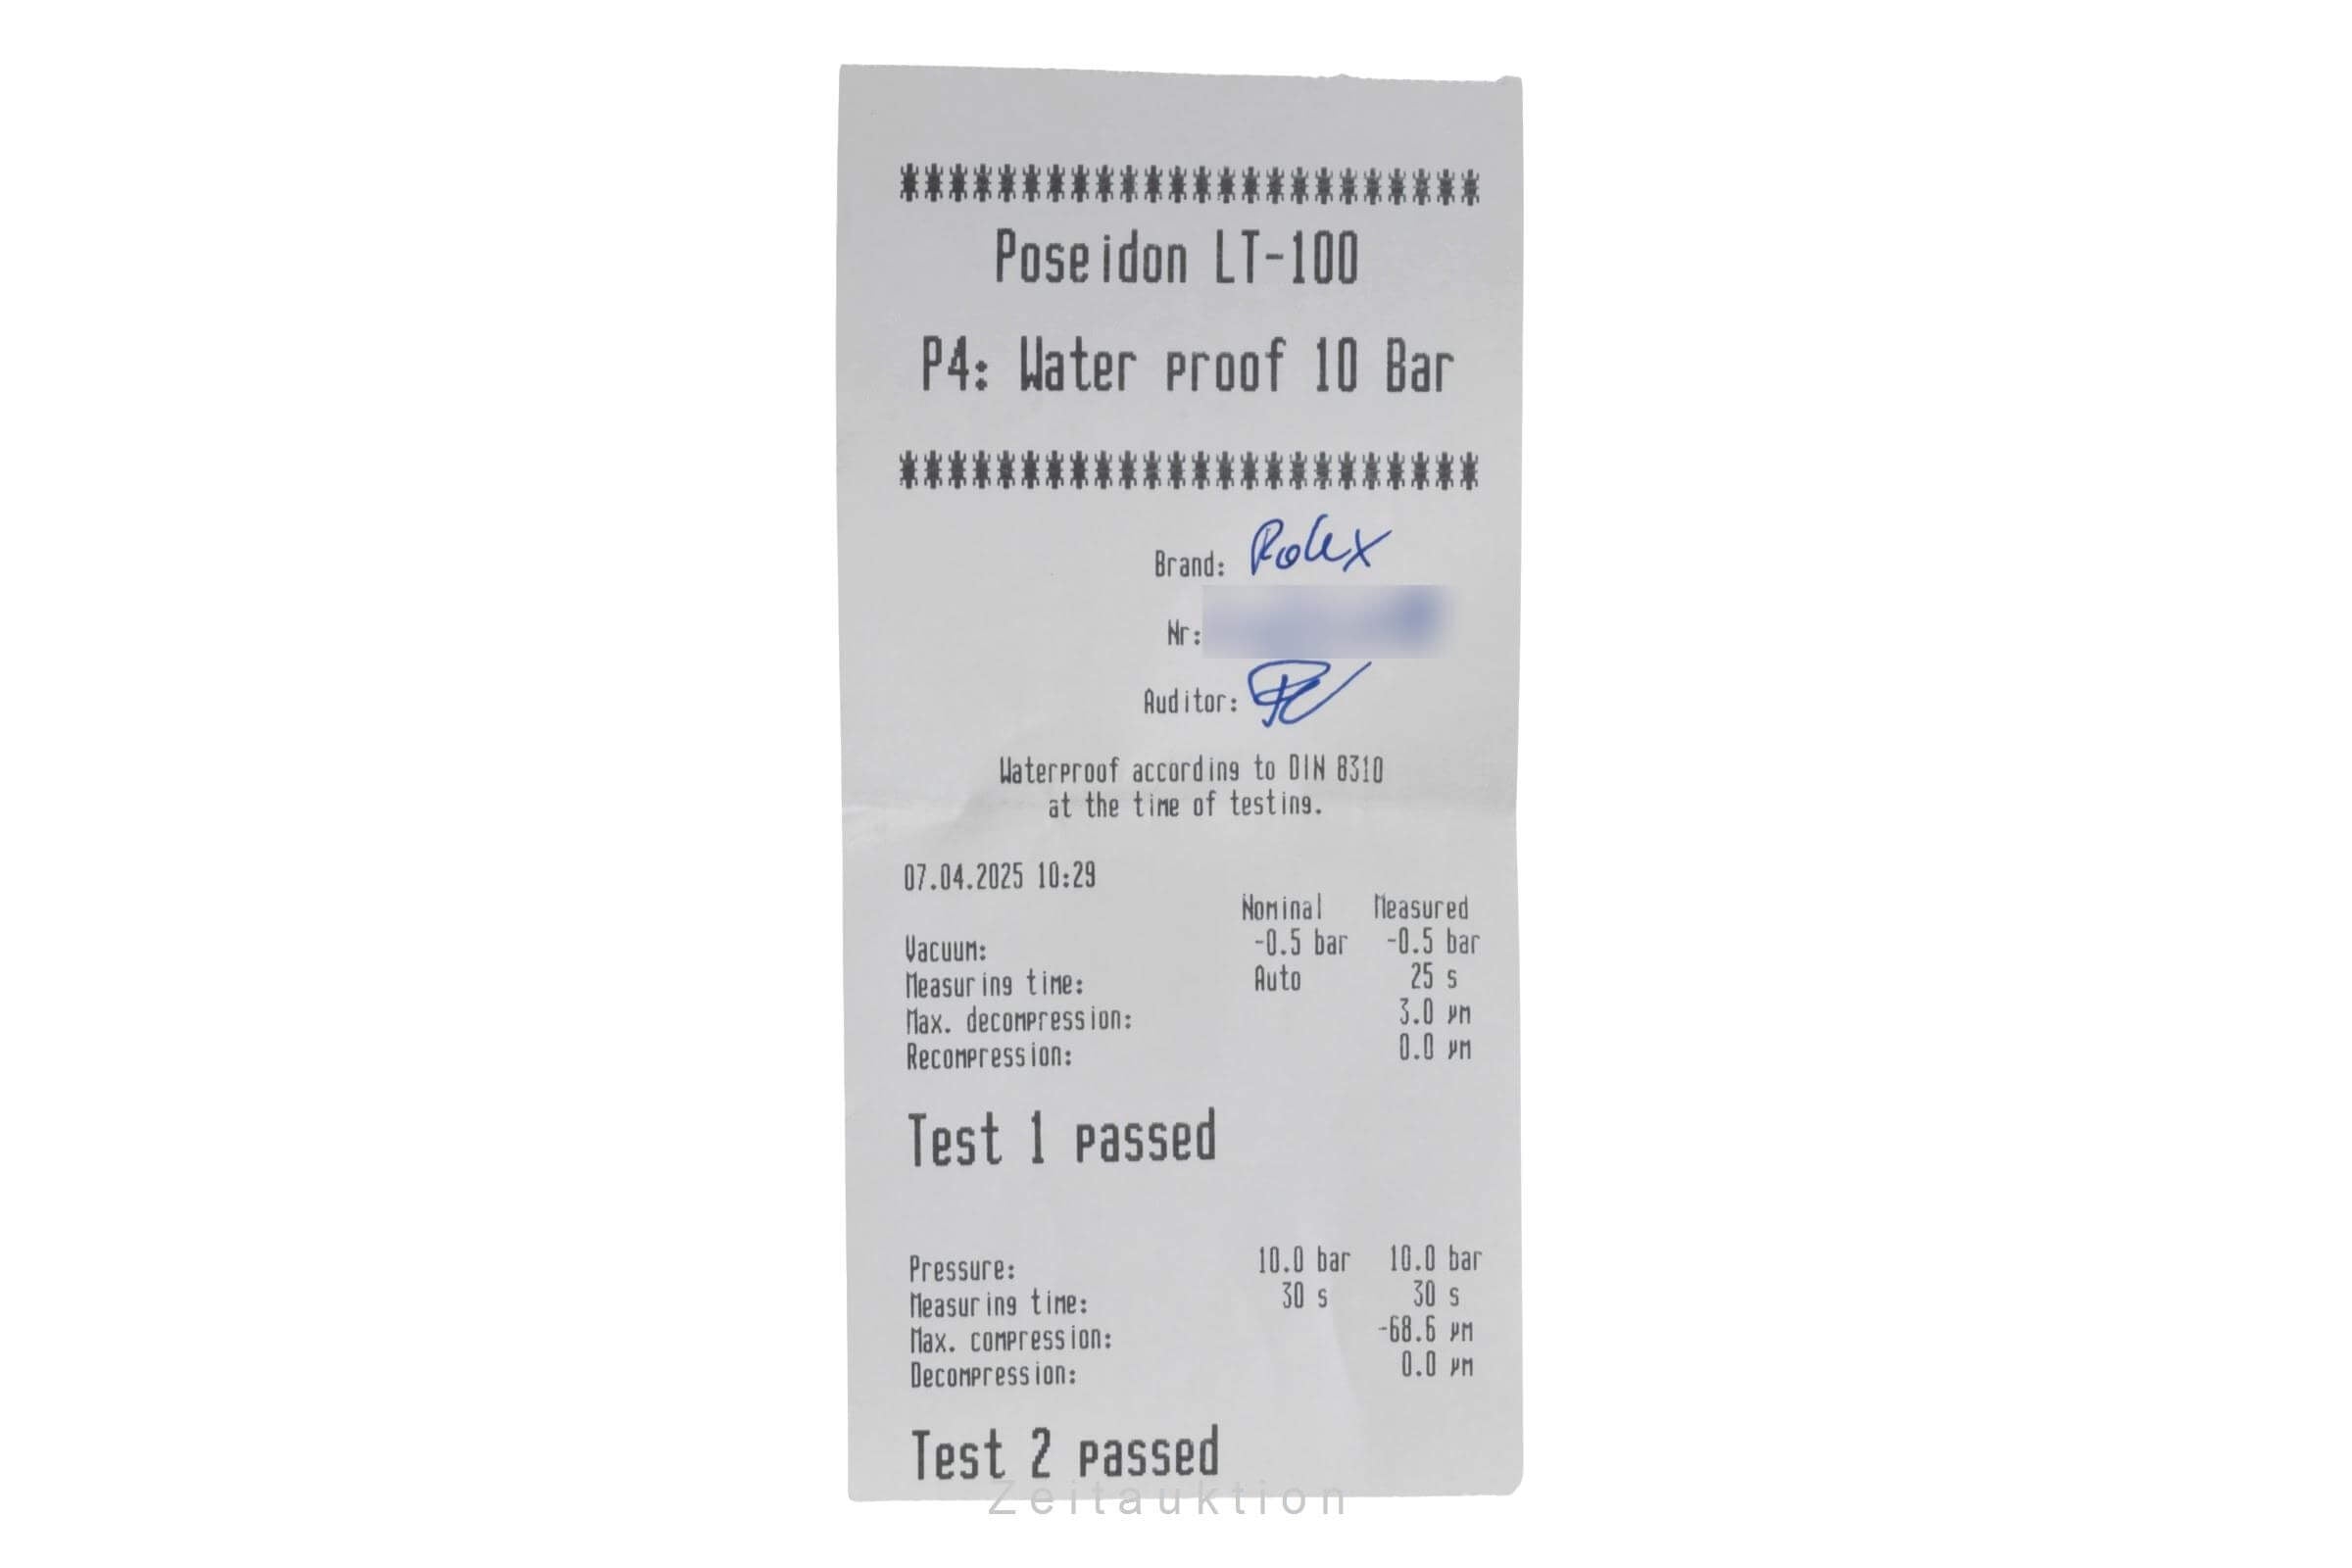 ************************
Poseidon LT-100
P4: Water proof 10 Bar
************************
Brand: Rolex
Nr:
Auditor:
Waterproof according to DIN 8310
at the time of testing.
07.04.2025 10:29
Nominal Measured
Vacuum: -0.5 bar -0.5 bar
Measuring time: Auto 25 s
Max. decompression: 3.0 µm
Recompression: 0.0 µm
Test 1 passed
Pressure: 10.0 bar 10.0 bar
Measuring time: 30 s 30 s
Max. compression: -68.6 µm
Decompression: 0.0 µm
Test 2 passed
Zeitauktion